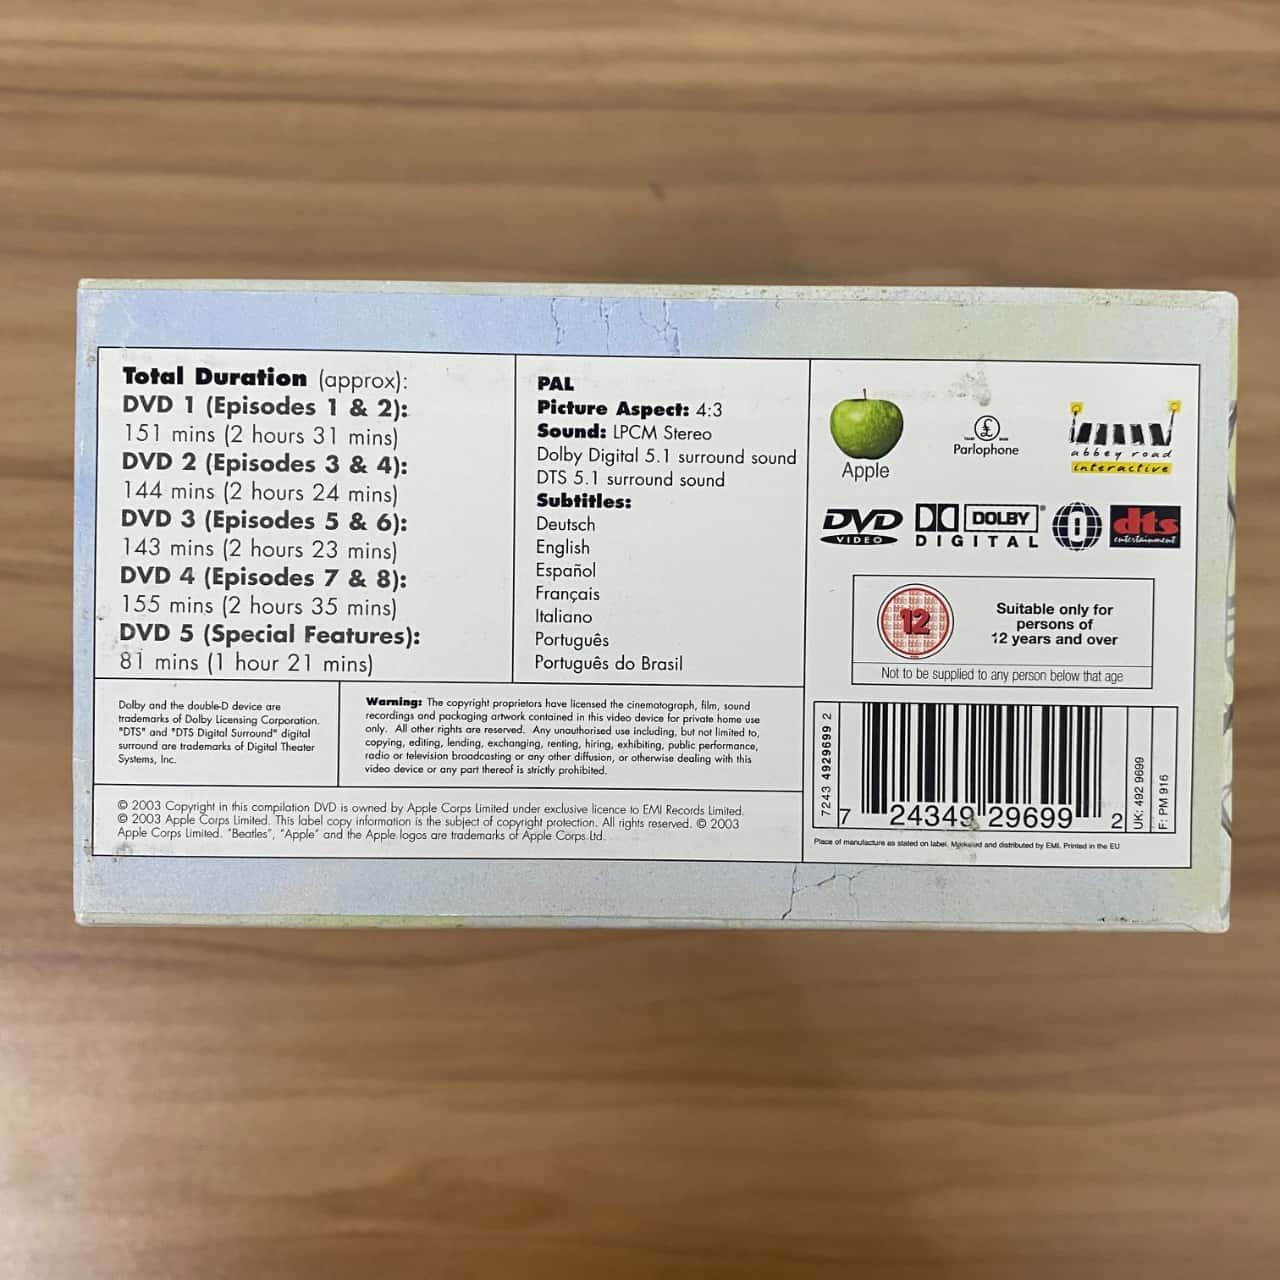 Total Duration (approx):
DVD 1 (Episodes 1 & 2):
151 mins (2 hours 31 mins)
DVD 2 (Episodes 3 & 4):
144 mins (2 hours 24 mins)
DVD 3 (Episodes 5 & 6):
143 mins (2 hours 23 mins)
DVD 4 (Episodes 7 & 8):
155 mins (2 hours 35 mins)
DVD 5 (Special Features):
81 mins (1 hour 21 mins)
PAL
Picture Aspect: 4:3
Sound: LPCM Stereo
Dolby Digital 5.1 surround sound
DTS 5.1 surround sound
Subtitles:
Deutsch
English
Español
Français
Italiano
Português
Português do Brasil
Apple
£
Parlophone
abbey road
interactive
DVD
VIDEO
DOLBY
DIGITAL
0
dts
entertainment
12
Suitable only for
persons of
12 years and over
Not to be supplied to any person below that age
Dolby and the double-D device are
trademarks of Dolby Licensing Corporation.
"DTS" and "DTS Digital Surround" digital
surround are trademarks of Digital Theater
Systems, Inc.
Warning: The copyright proprietors have licensed the cinematograph, film, sound
recordings and packaging artwork contained in this video device for private home use
only. All other rights are reserved. Any unauthorised use including, but not limited to,
copying, editing, lending, exchanging, renting, hiring, exhibiting, public performance,
radio or television broadcasting or any other diffusion, or otherwise dealing with this
video device or any part thereof is strictly prohibited.
© 2003 Copyright in this compilation DVD is owned by Apple Corps Limited under exclusive licence to EMI Records Limited.
© 2003 Apple Corps Limited. This label copy information is the subject of copyright protection. All rights reserved. © 2003
Apple Corps Limited. "Beatles", "Apple" and the Apple logos are trademarks of Apple Corps Ltd.
7243 4929699 2
7 24349 29699 2
UK: 492 9699
F: PM 916
Place of manufacture as stated on label. Marketed and distributed by EMI. Printed in the EU